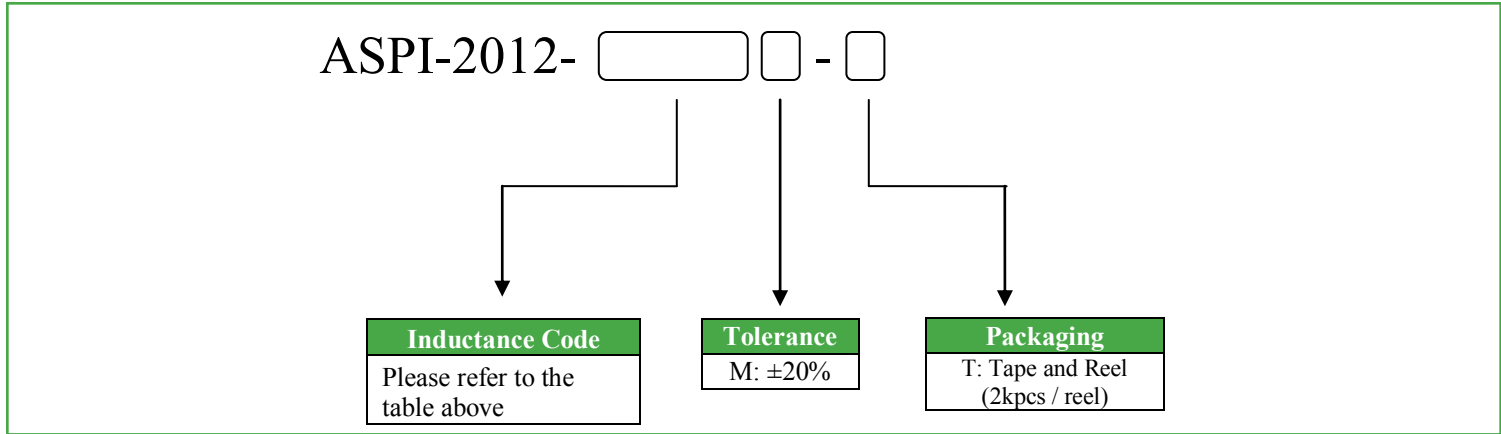 ASPI-2012- -
Inductance Code
Please refer to the
table above
Tolerance
M: ±20%
Packaging
T: Tape and Reel
(2kpcs / reel)